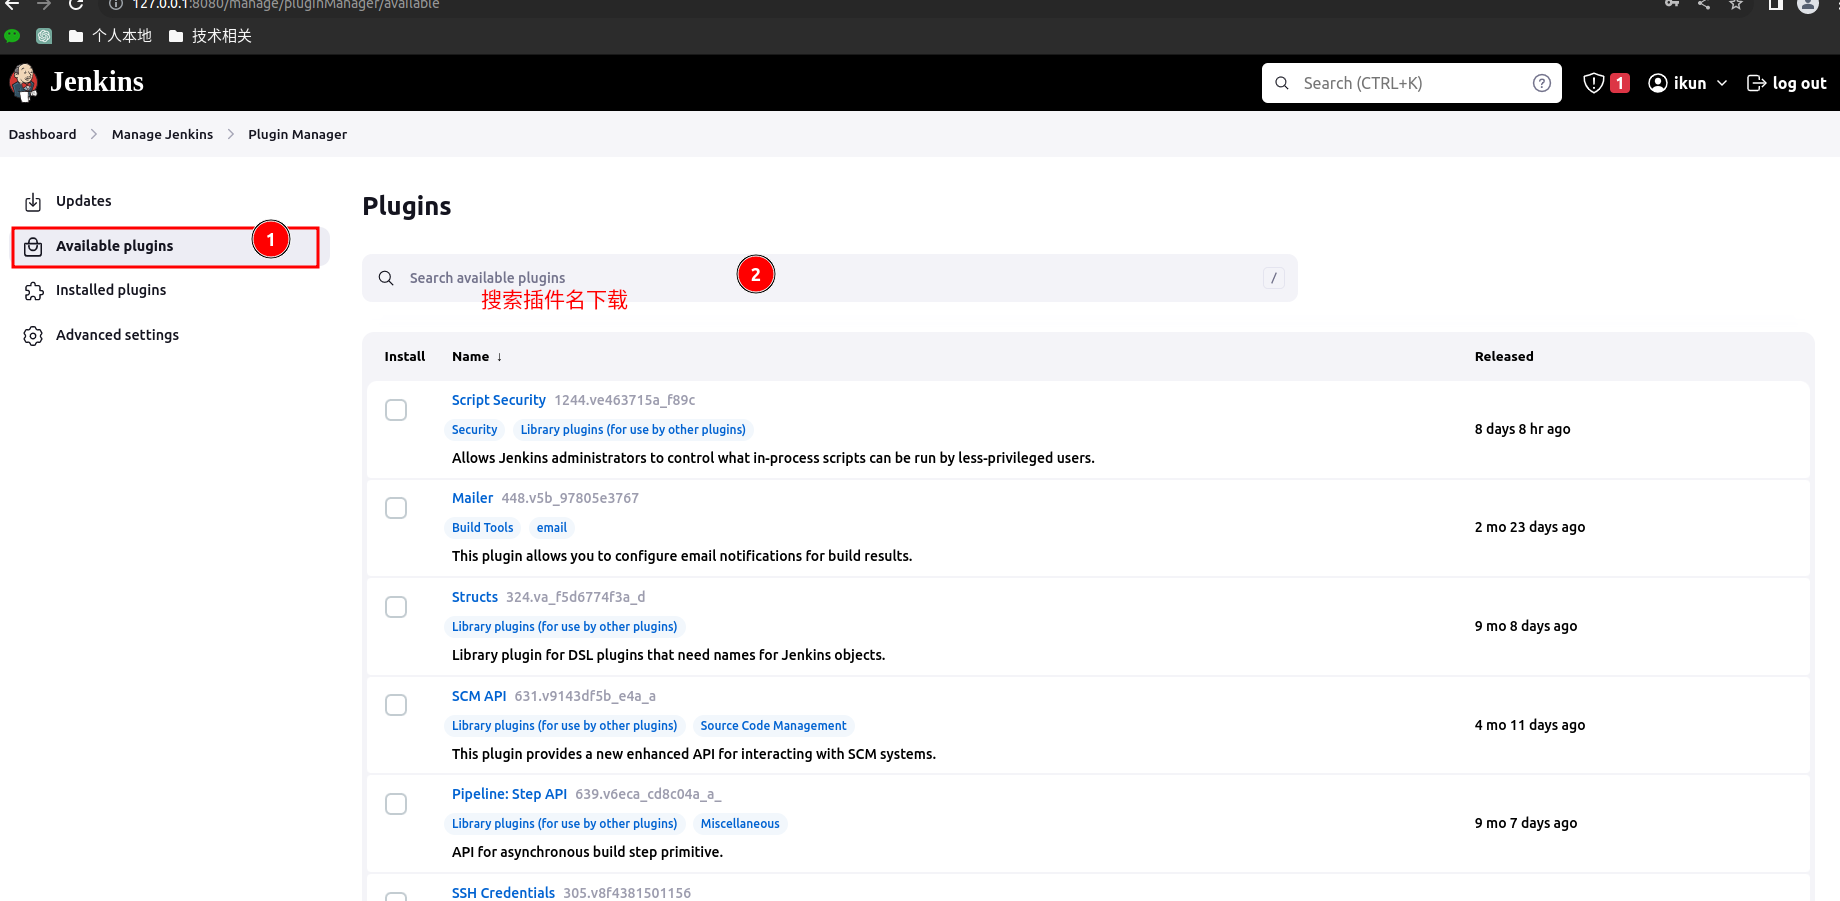 127.0.0.1:8080/manage/pluginManager/available
个人本地 技术相关
Jenkins
Search (CTRL+K)
1
ikun
log out
Dashboard > Manage Jenkins > Plugin Manager
Updates
Available plugins
1
Installed plugins
Advanced settings
Plugins
Search available plugins
2
/
搜索插件名下载
Install Name ↓ Released
Script Security 1244.ve463715a_f89c
Security Library plugins (for use by other plugins)
8 days 8 hr ago
Allows Jenkins administrators to control what in-process scripts can be run by less-privileged users.
Mailer 448.v5b_97805e3767
Build Tools email
2 mo 23 days ago
This plugin allows you to configure email notifications for build results.
Structs 324.va_f5d6774f3a_d
Library plugins (for use by other plugins)
9 mo 8 days ago
Library plugin for DSL plugins that need names for Jenkins objects.
SCM API 631.v9143df5b_e4a_a
Library plugins (for use by other plugins) Source Code Management
4 mo 11 days ago
This plugin provides a new enhanced API for interacting with SCM systems.
Pipeline: Step API 639.v6eca_cd8c04a_a_
Library plugins (for use by other plugins) Miscellaneous
9 mo 7 days ago
API for asynchronous build step primitive.
SSH Credentials 305.v8f4381501156